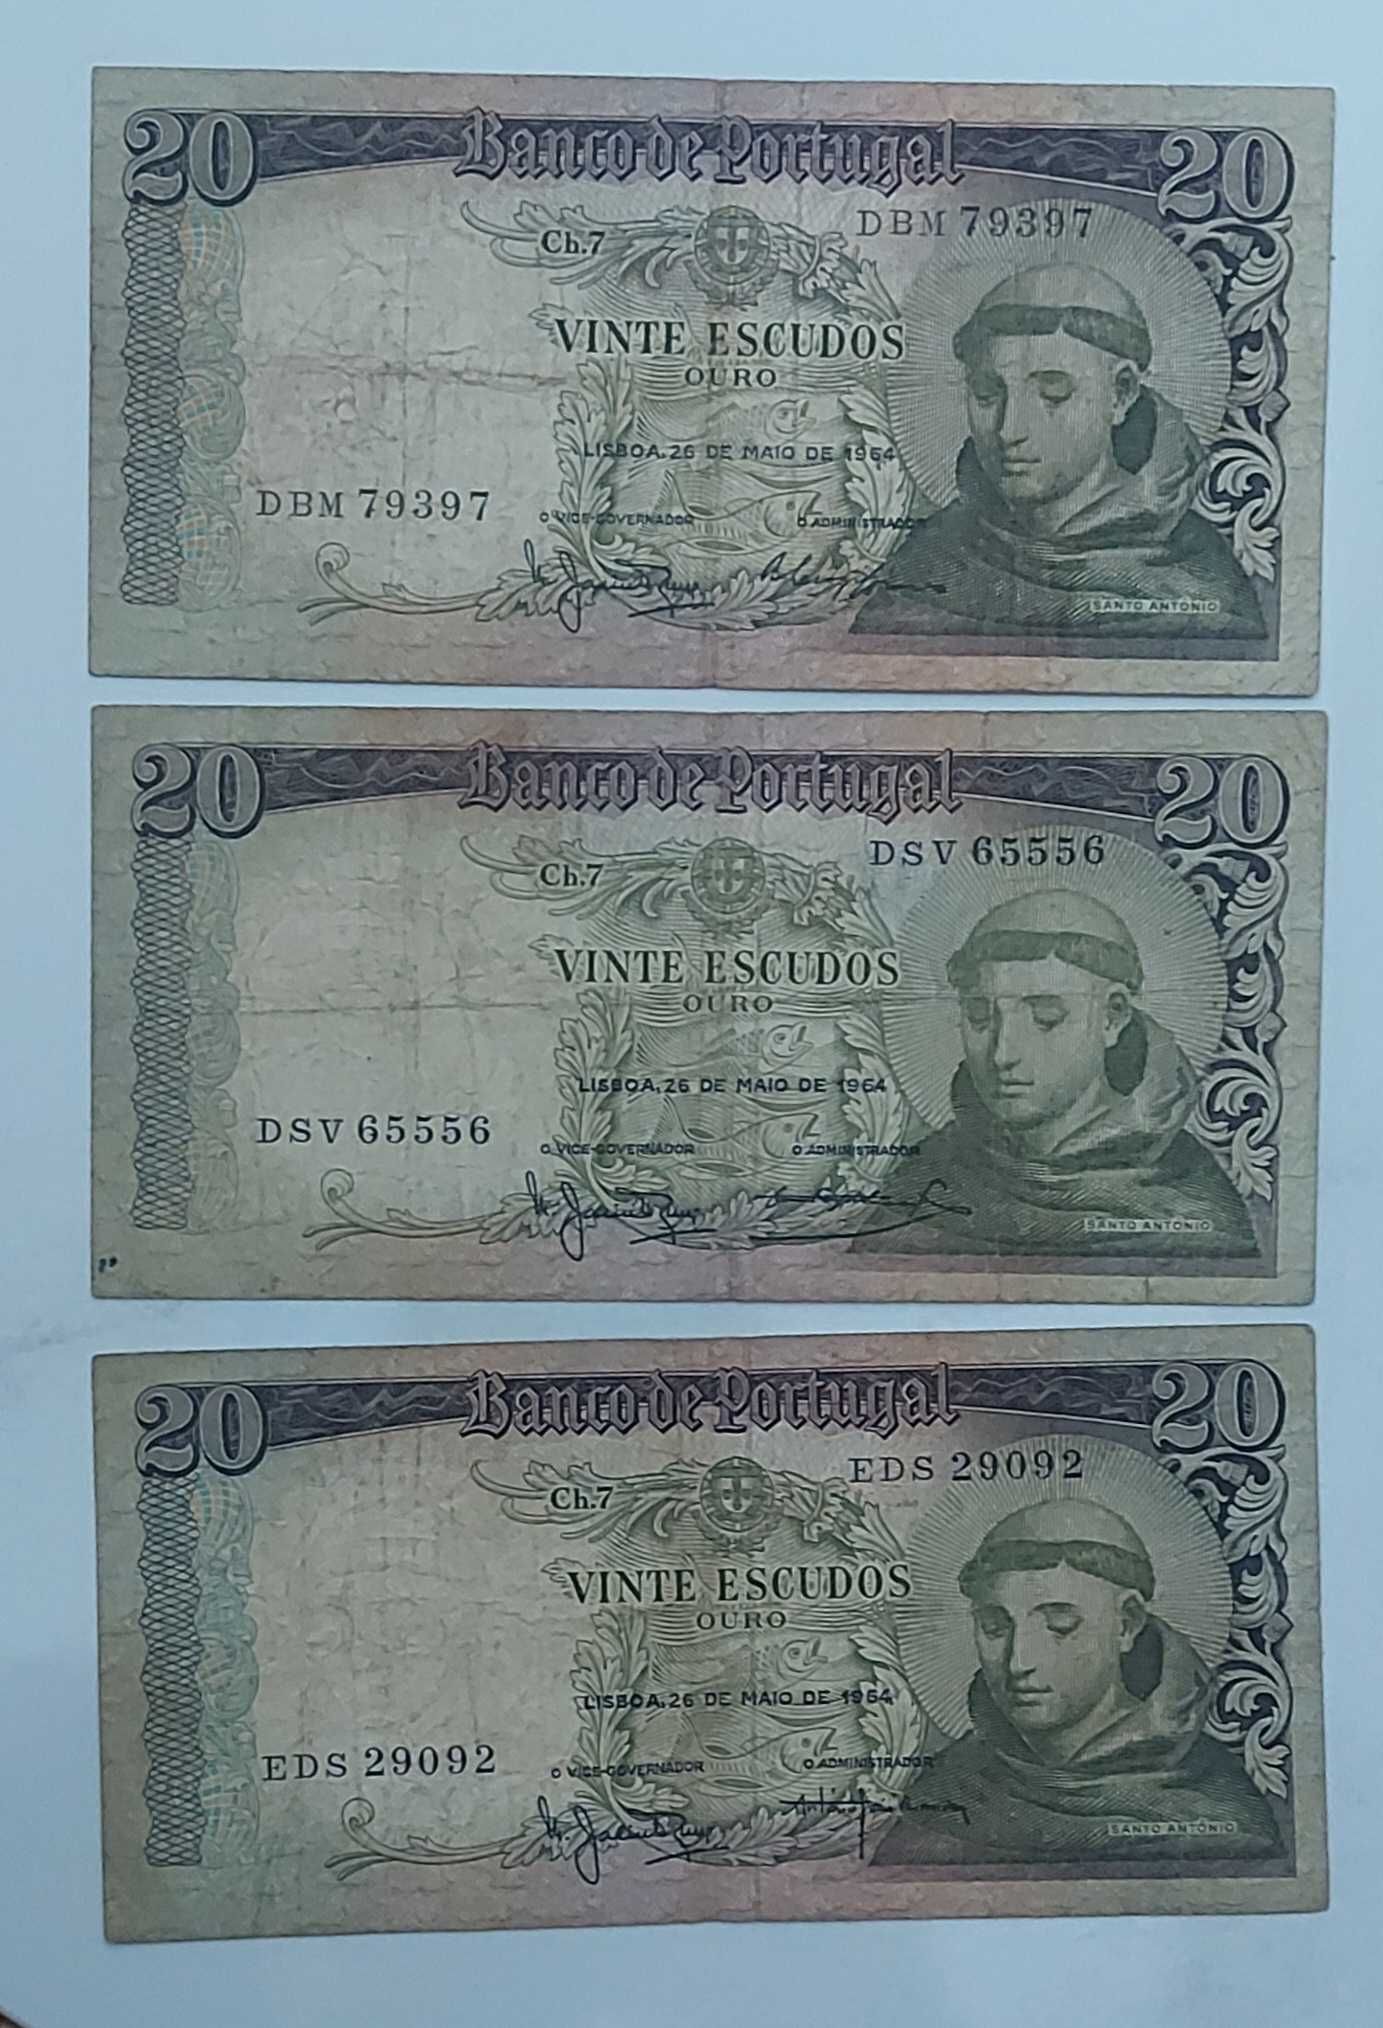 20 Banco de Portugal 20
Ch.7 DBM 79397
VINTE ESCUDOS
OURO
LISBOA, 26 DE MAIO DE 1964
DBM 79397
O VICE-GOVERNADOR O ADMINISTRADOR
SANTO ANTÓNIO
20 Banco de Portugal 20
Ch.7 DSV 65556
VINTE ESCUDOS
OURO
LISBOA, 26 DE MAIO DE 1964
DSV 65556
O VICE-GOVERNADOR O ADMINISTRADOR
SANTO ANTÓNIO
20 Banco de Portugal 20
Ch.7 EDS 29092
VINTE ESCUDOS
OURO
LISBOA, 26 DE MAIO DE 1964
EDS 29092
O VICE-GOVERNADOR O ADMINISTRADOR
SANTO ANTÓNIO